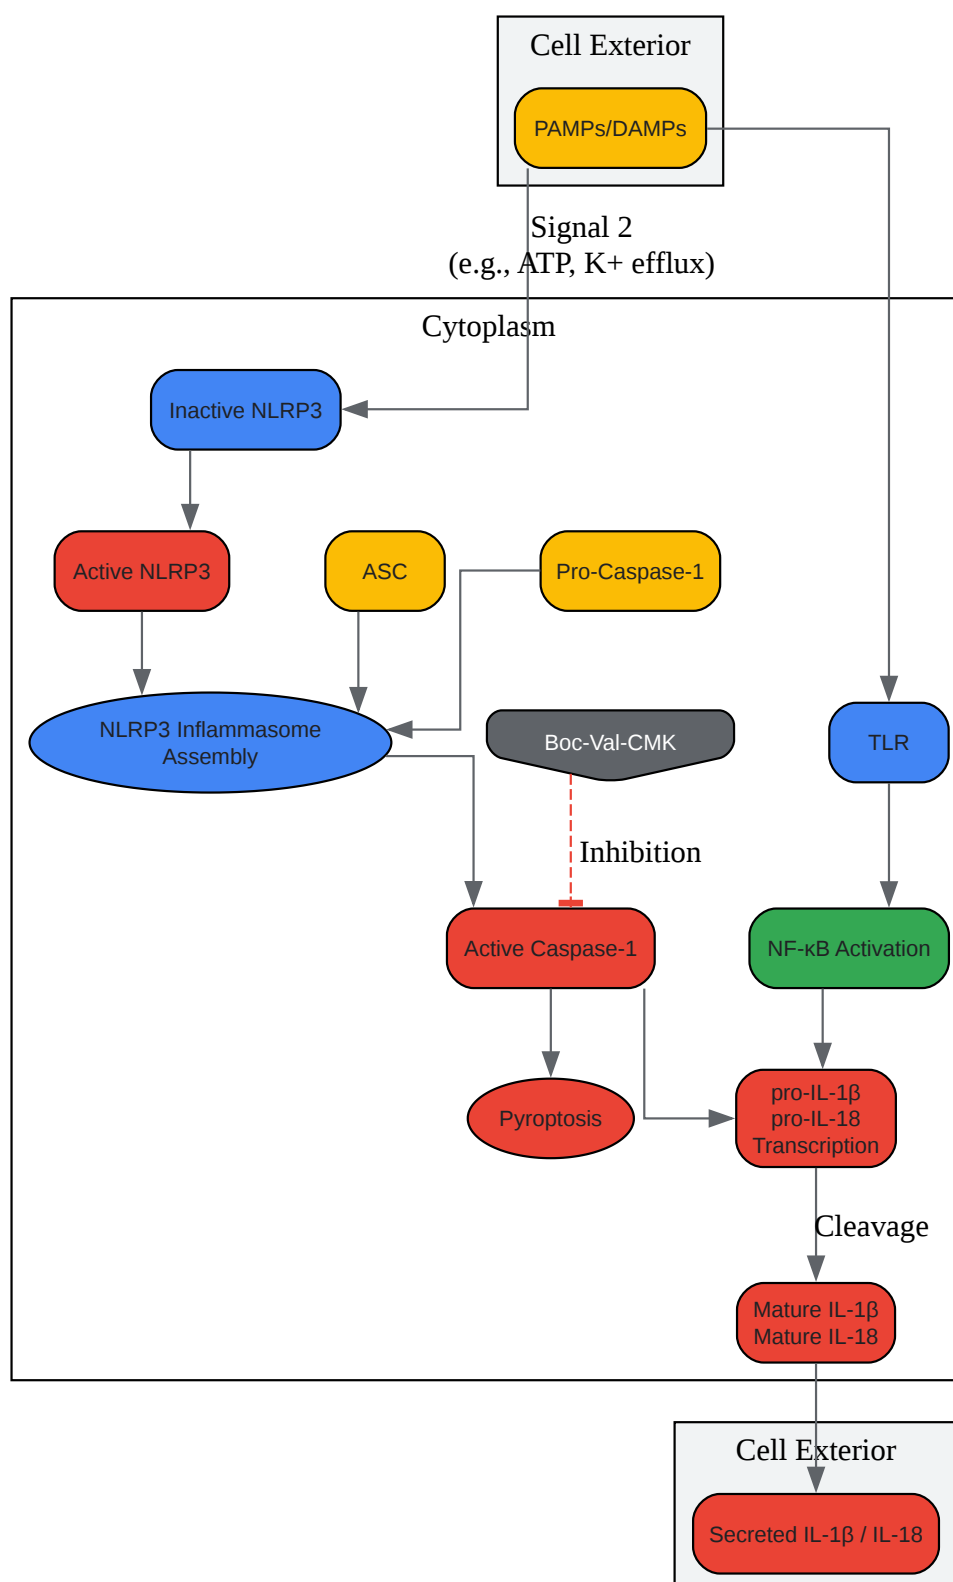 Cell Exterior
PAMPs/DAMPs
Signal 2
(e.g., ATP, K+ efflux)
Cytoplasm
Inactive NLRP3
Active NLRP3
ASC
Pro-Caspase-1
NLRP3 Inflammasome
Assembly
Boc-Val-CMK
TLR
Inhibition
Active Caspase-1
NF-κB Activation
Pyroptosis
pro-IL-1β
pro-IL-18
Transcription
Cleavage
Mature IL-1β
Mature IL-18
Cell Exterior
Secreted IL-1β / IL-18